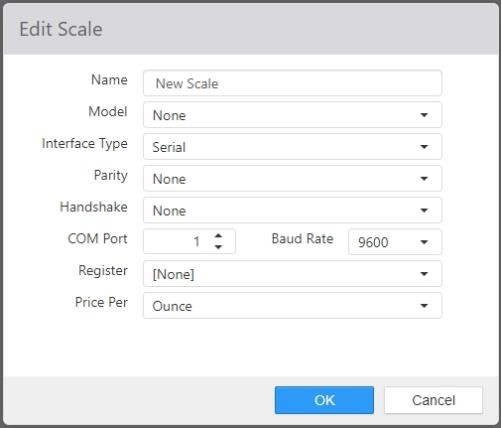 Edit Scale
Name New Scale
Model None
Interface Type Serial
Parity None
Handshake None
COM Port 1 Baud Rate 9600
Register [None]
Price Per Ounce
OK Cancel